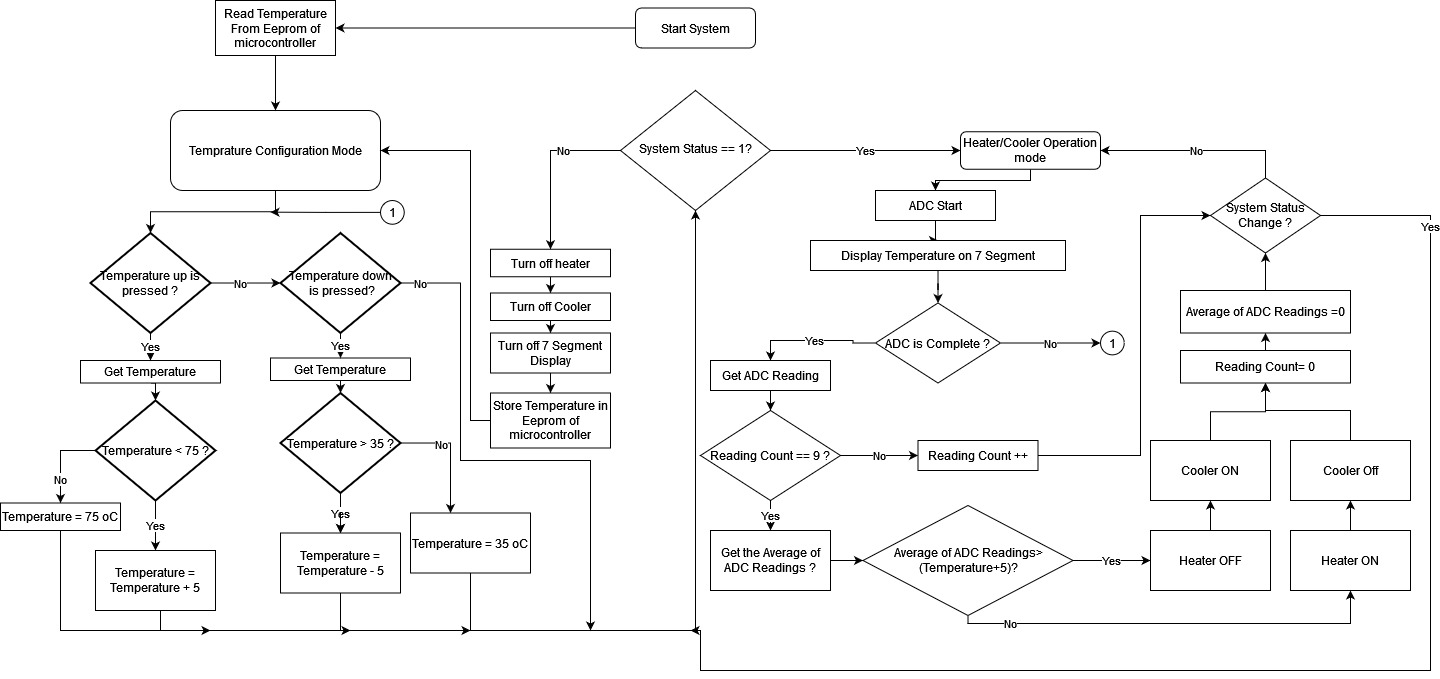 Read Temperature
From Eeprom of
microcontroller
Start System
Temprature Configuration Mode
1
Temperature up is
pressed ?
No
Temperature down
is pressed?
No
Yes
Yes
Get Temperature
Get Temperature
Temperature < 75 ?
Temperature > 35 ?
No
No
Temperature = 75 oC
Yes
Yes
Temperature =
Temperature + 5
Temperature =
Temperature - 5
Temperature = 35 oC
System Status == 1?
No
Yes
Turn off heater
Turn off Cooler
Turn off 7 Segment
Display
Store Temperature in
Eeprom of
microcontroller
Heater/Cooler Operation
mode
ADC Start
Display Temperature on 7 Segment
ADC is Complete ?
Yes
No
1
Get ADC Reading
Reading Count == 9 ?
No
Reading Count ++
Yes
Get the Average of
ADC Readings ?
Average of ADC Readings>
(Temperature+5)?
Yes
No
Heater OFF
Heater ON
Cooler ON
Cooler Off
Reading Count= 0
Average of ADC Readings =0
System Status
Change ?
No
Yes